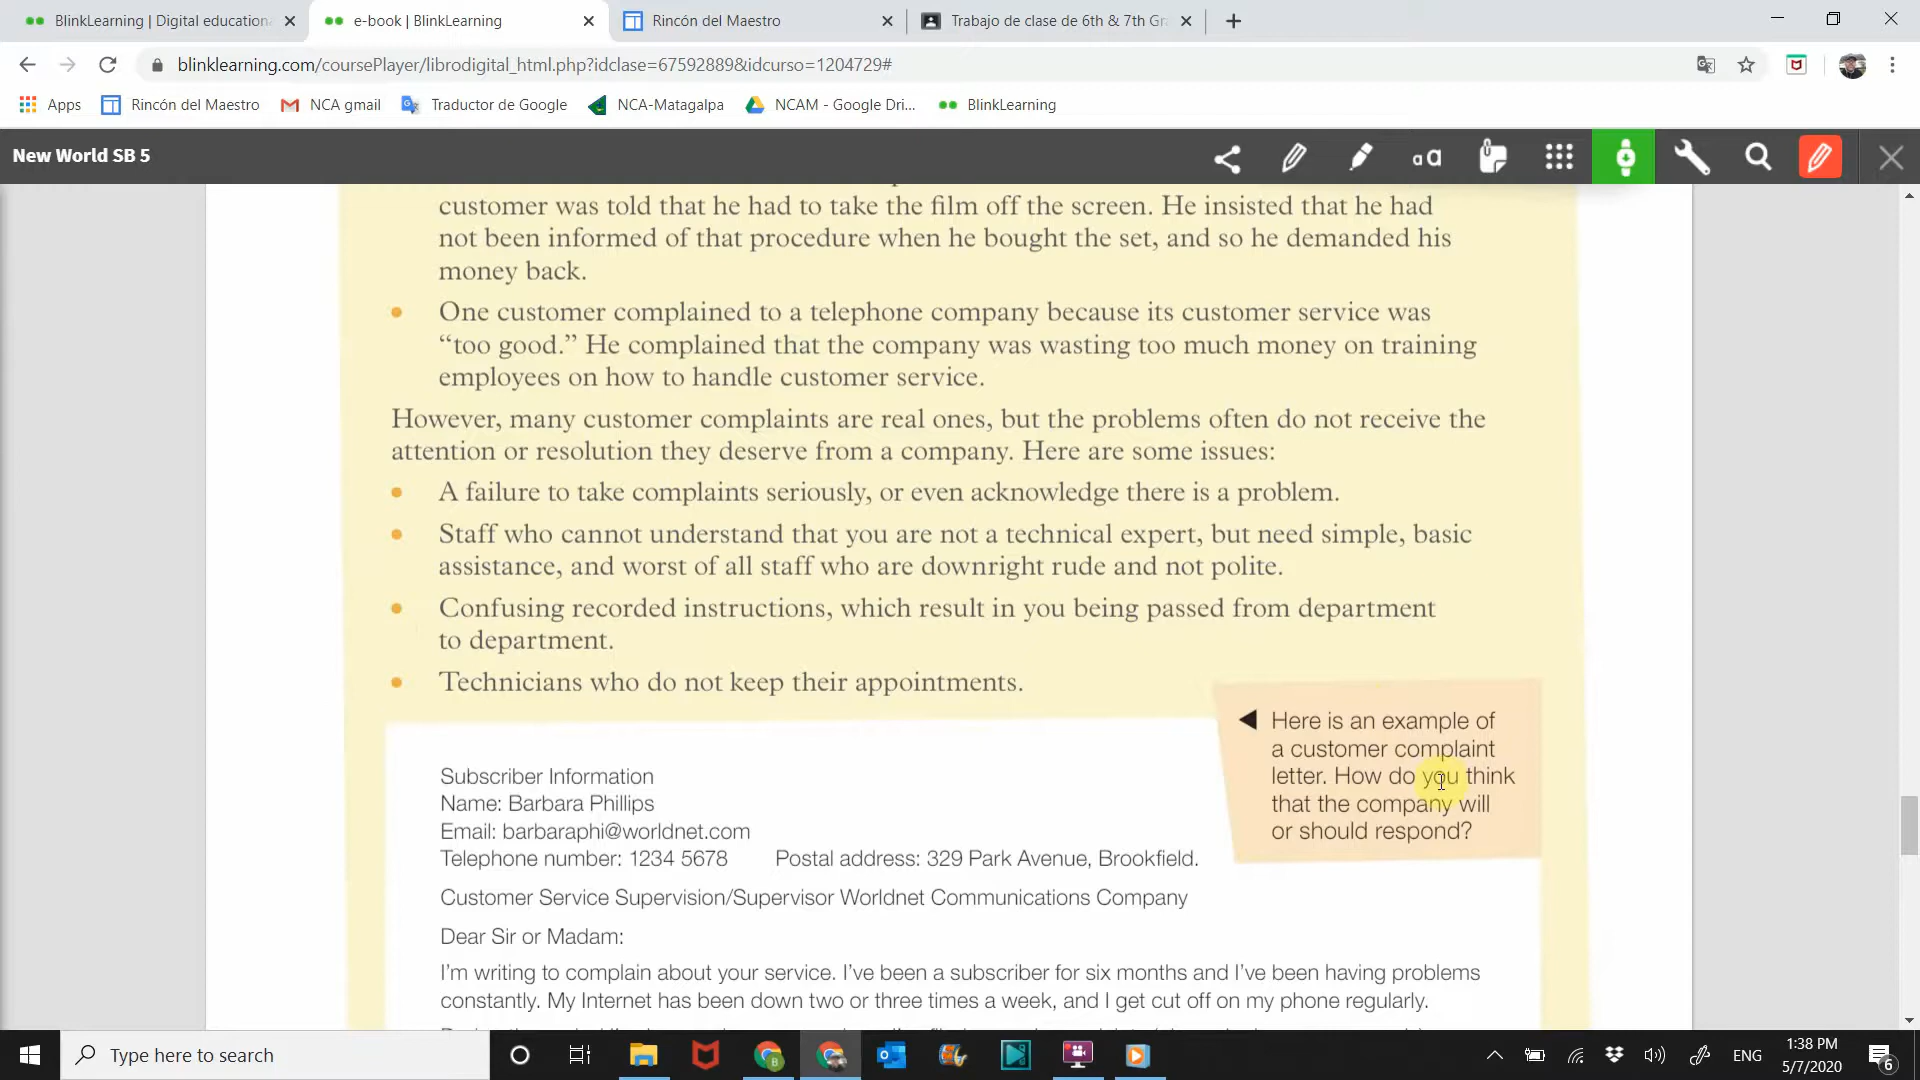 BlinkLearning | Digital education
e-book | BlinkLearning
Rincón del Maestro
Trabajo de clase de 6th & 7th Gr
blinklearning.com/coursePlayer/librodigital_html.php?idclase=67592889&idcurso=1204729#
Apps
Rincón del Maestro
NCA gmail
Traductor de Google
NCA-Matagalpa
NCAM - Google Dri...
BlinkLearning
New World SB 5
aa
customer was told that he had to take the film off the screen. He insisted that he had
not been informed of that procedure when he bought the set, and so he demanded his
money back.
• One customer complained to a telephone company because its customer service was
“too good.” He complained that the company was wasting too much money on training
employees on how to handle customer service.
However, many customer complaints are real ones, but the problems often do not receive the
attention or resolution they deserve from a company. Here are some issues:
• A failure to take complaints seriously, or even acknowledge there is a problem.
• Staff who cannot understand that you are not a technical expert, but need simple, basic
assistance, and worst of all staff who are downright rude and not polite.
• Confusing recorded instructions, which result in you being passed from department
to department.
• Technicians who do not keep their appointments.
Here is an example of
a customer complaint
letter. How do you think
that the company will
or should respond?
Subscriber Information
Name: Barbara Phillips
Email: barbaraphi@worldnet.com
Telephone number: 1234 5678 Postal address: 329 Park Avenue, Brookfield.
Customer Service Supervision/Supervisor Worldnet Communications Company
Dear Sir or Madam:
I’m writing to complain about your service. I’ve been a subscriber for six months and I’ve been having problems
constantly. My Internet has been down two or three times a week, and I get cut off on my phone regularly.
Type here to search
ENG
1:38 PM
5/7/2020
6